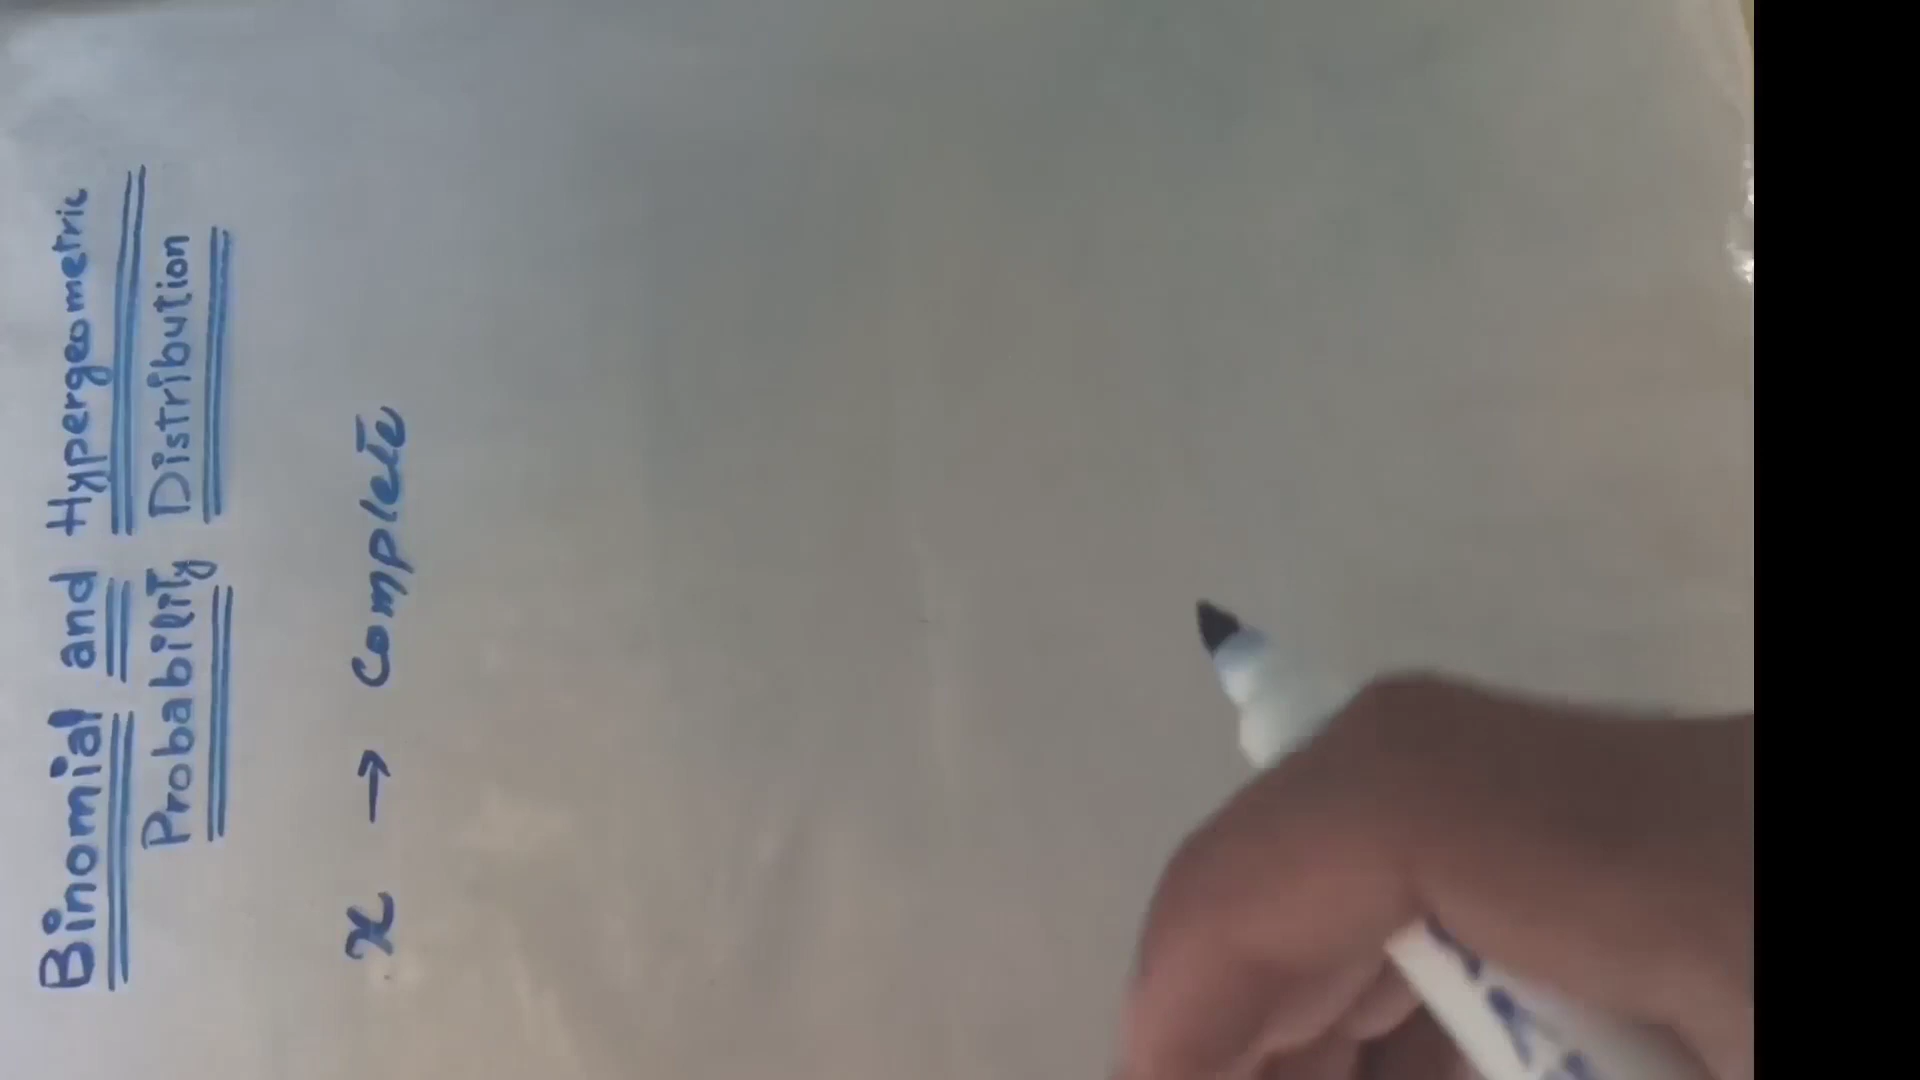 Binomial and Hypergeometric
Probability Distribution
x → Complete